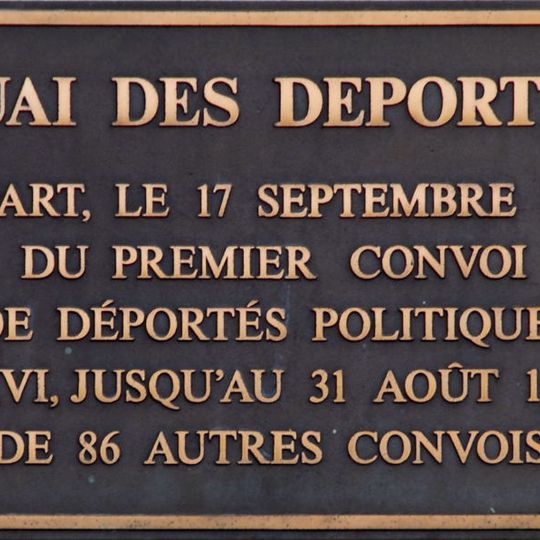 UAI DES DEPORT
ART, LE 17 SEPTEMBRE
DU PREMIER CONVOI
DE DÉPORTÉS POLITIQUE
VI, JUSQU'AU 31 AOÛT 1
DE 86 AUTRES CONVOIS